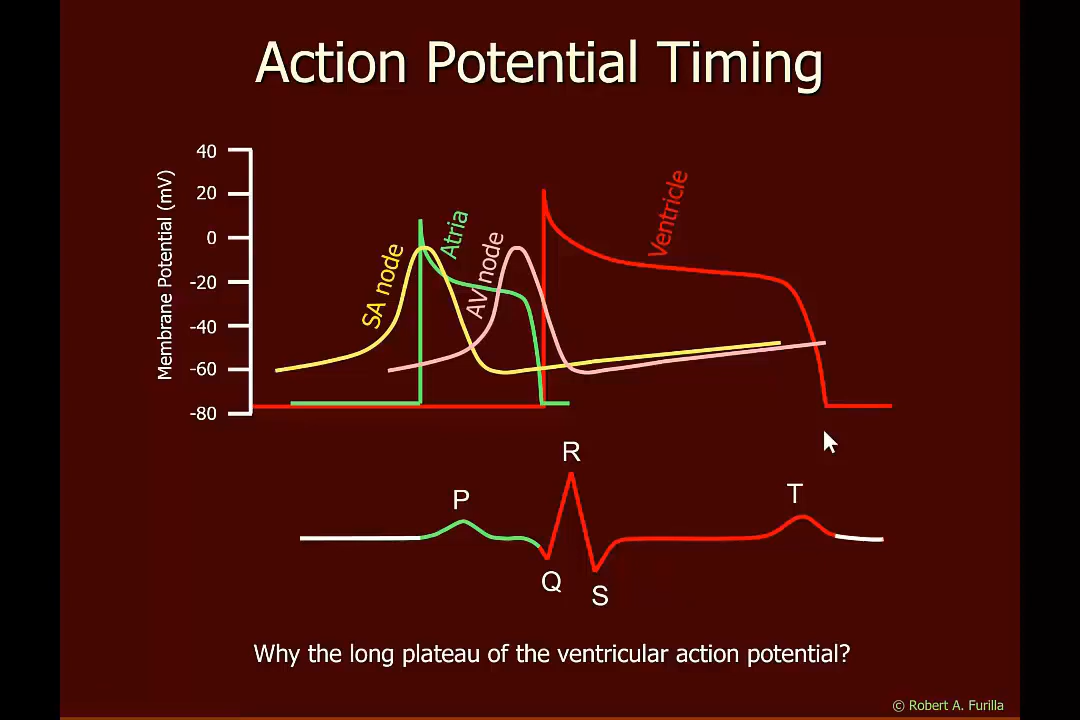 Action Potential Timing
Membrane Potential (mV)
40
20
0
-20
-40
-60
-80
SA node
Atria
AV node
Ventricle
R
P
T
Q
S
Why the long plateau of the ventricular action potential?
© Robert A. Furilla